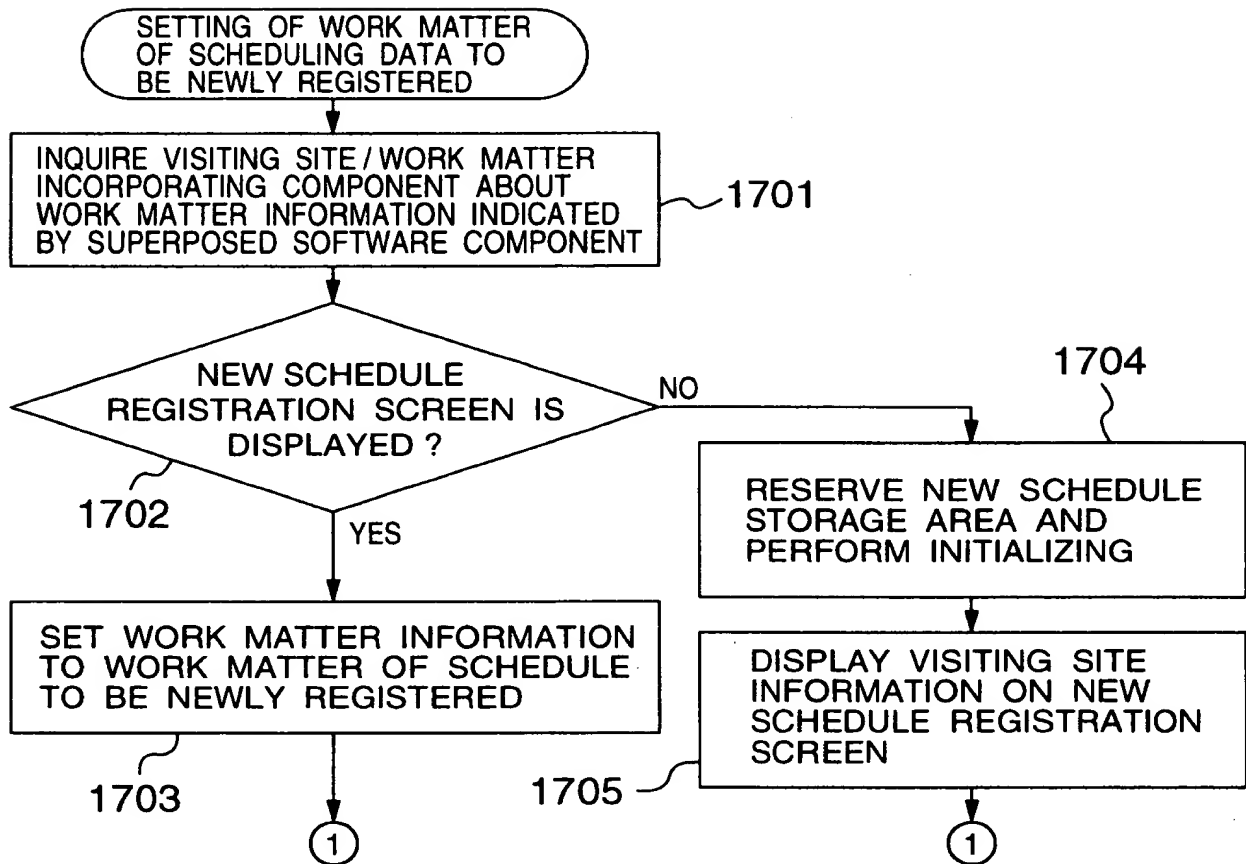 SETTING OF WORK MATTER
OF SCHEDULING DATA TO
BE NEWLY REGISTERED
INQUIRE VISITING SITE/WORK MATTER
INCORPORATING COMPONENT ABOUT
WORK MATTER INFORMATION INDICATED
BY SUPERPOSED SOFTWARE COMPONENT
1701
NEW SCHEDULE
REGISTRATION SCREEN IS
DISPLAYED ?
1702
NO
YES
1704
RESERVE NEW SCHEDULE
STORAGE AREA AND
PERFORM INITIALIZING
SET WORK MATTER INFORMATION
TO WORK MATTER OF SCHEDULE
TO BE NEWLY REGISTERED
1703
DISPLAY VISITING SITE
INFORMATION ON NEW
SCHEDULE REGISTRATION
SCREEN
1705
1
1